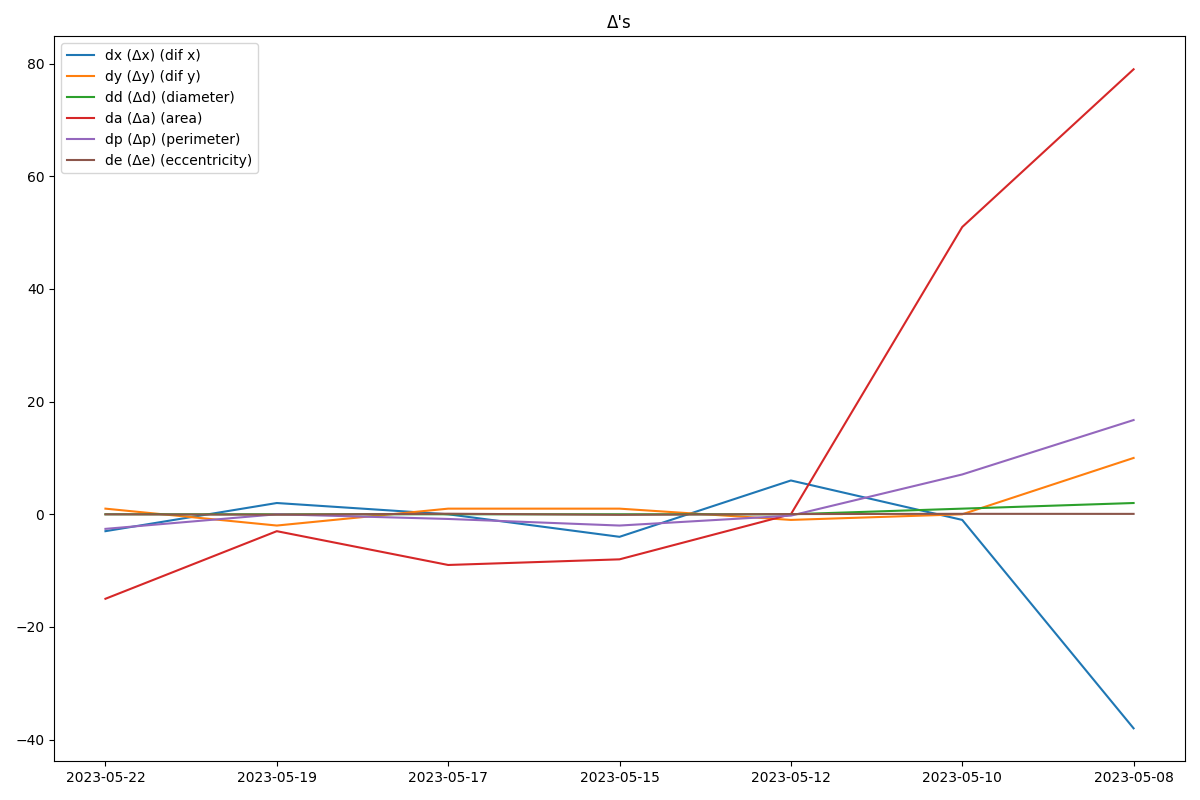 Δ's
dx (Δx) (dif x)
dy (Δy) (dif y)
dd (Δd) (diameter)
da (Δa) (area)
dp (Δp) (perimeter)
de (Δe) (eccentricity)
80
60
40
20
0
−20
−40
2023-05-22 2023-05-19 2023-05-17 2023-05-15 2023-05-12 2023-05-10 2023-05-08